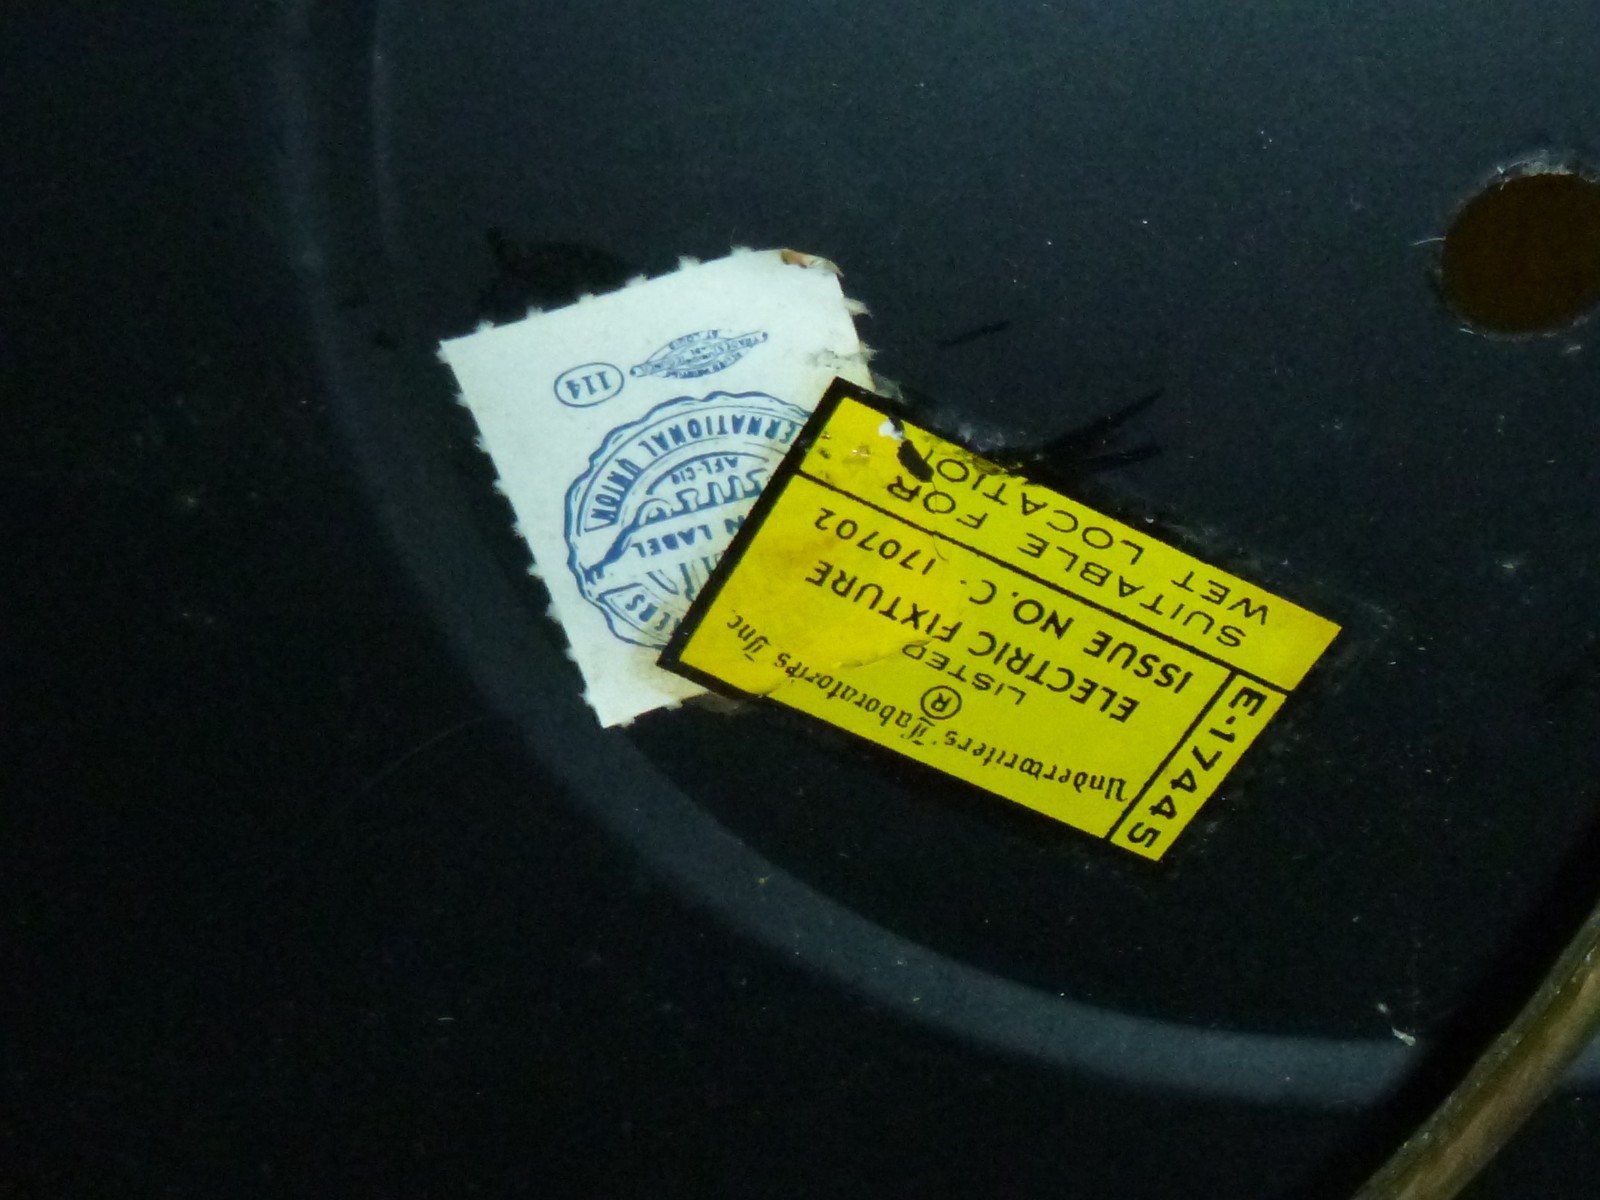 Underwriters' Laboratories Inc.
®
LISTED
ELECTRIC FIXTURE
ISSUE NO. C. 170702
SUITABLE FOR
WET LOCATION
E-17445
LABEL
AFL-CIO
ERNATIONAL UNION
114